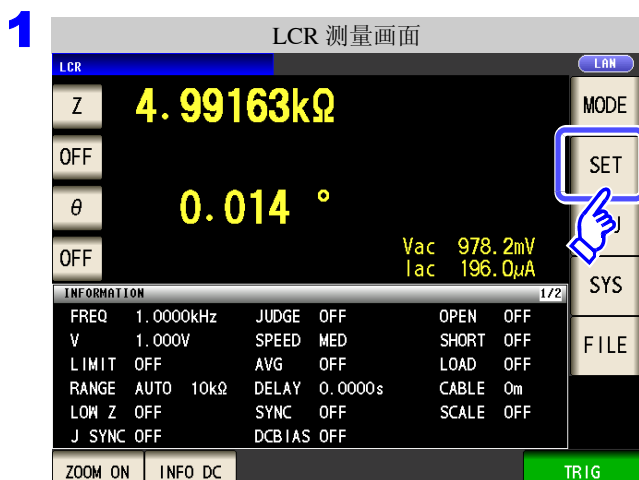 1
LCR 测量画面
LCR
LAN
Z 4.99163kΩ
MODE
OFF
SET
θ 0.014 °
OFF
Vac 978.2mV
Iac 196.0μA
SYS
INFORMATION 1/2
FREQ 1.0000kHz JUDGE OFF OPEN OFF
V 1.000V SPEED MED SHORT OFF
FILE
LIMIT OFF AVG OFF LOAD OFF
RANGE AUTO 10kΩ DELAY 0.0000s CABLE 0m
LOW Z OFF SYNC OFF SCALE OFF
J SYNC OFF DCBIAS OFF
ZOOM ON INFO DC TRIG